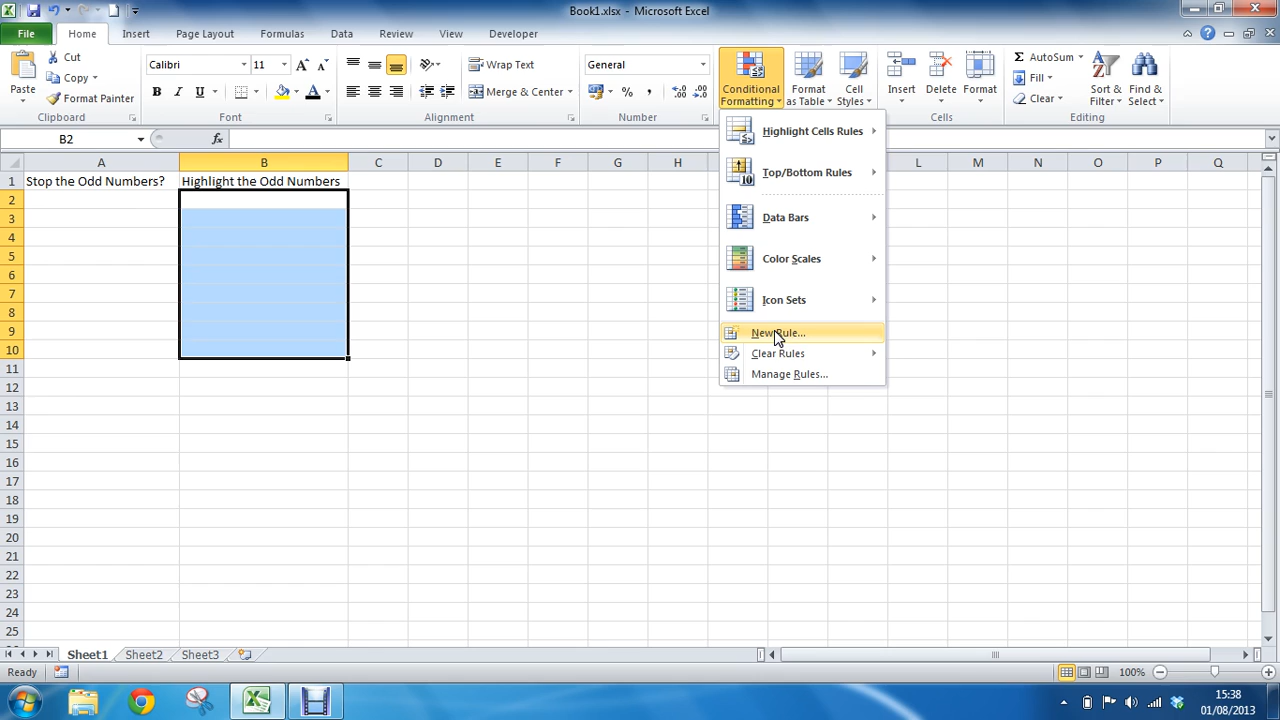 Book1.xlsx - Microsoft Excel
File Home Insert Page Layout Formulas Data Review View Developer
Paste
Cut
Copy
Format Painter
Clipboard
Calibri 11
B I U
Font
Wrap Text
Merge & Center
Alignment
General
Number
Conditional Formatting
Format as Table
Cell Styles
Insert Delete Format
Cells
AutoSum
Fill
Clear
Sort & Filter
Find & Select
Editing
Highlight Cells Rules
Top/Bottom Rules
Data Bars
Color Scales
Icon Sets
New Rule...
Clear Rules
Manage Rules...
B2 fx
A B C D E F G H L M N O P Q
1 Stop the Odd Numbers? Highlight the Odd Numbers
2
3
4
5
6
7
8
9
10
11
12
13
14
15
16
17
18
19
20
21
22
23
24
25
Sheet1 Sheet2 Sheet3
Ready 100%
15:38
01/08/2013